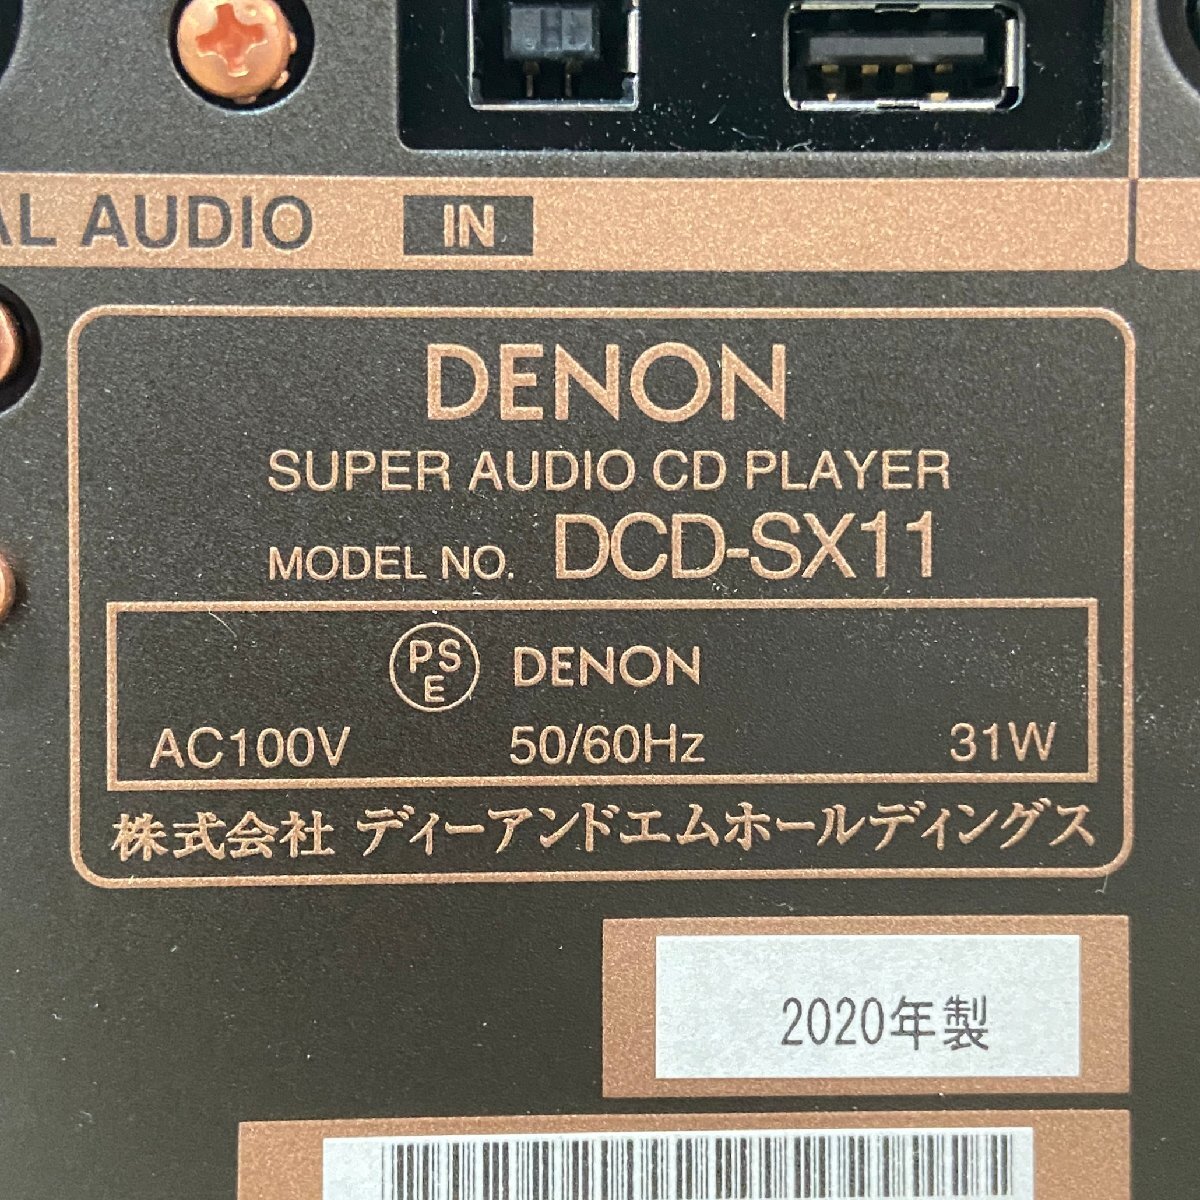 AL AUDIO IN
DENON
SUPER AUDIO CD PLAYER
MODEL NO. DCD-SX11
PSE DENON
AC100V 50/60Hz 31W
株式会社 ディーアンドエムホールディングス
2020年製